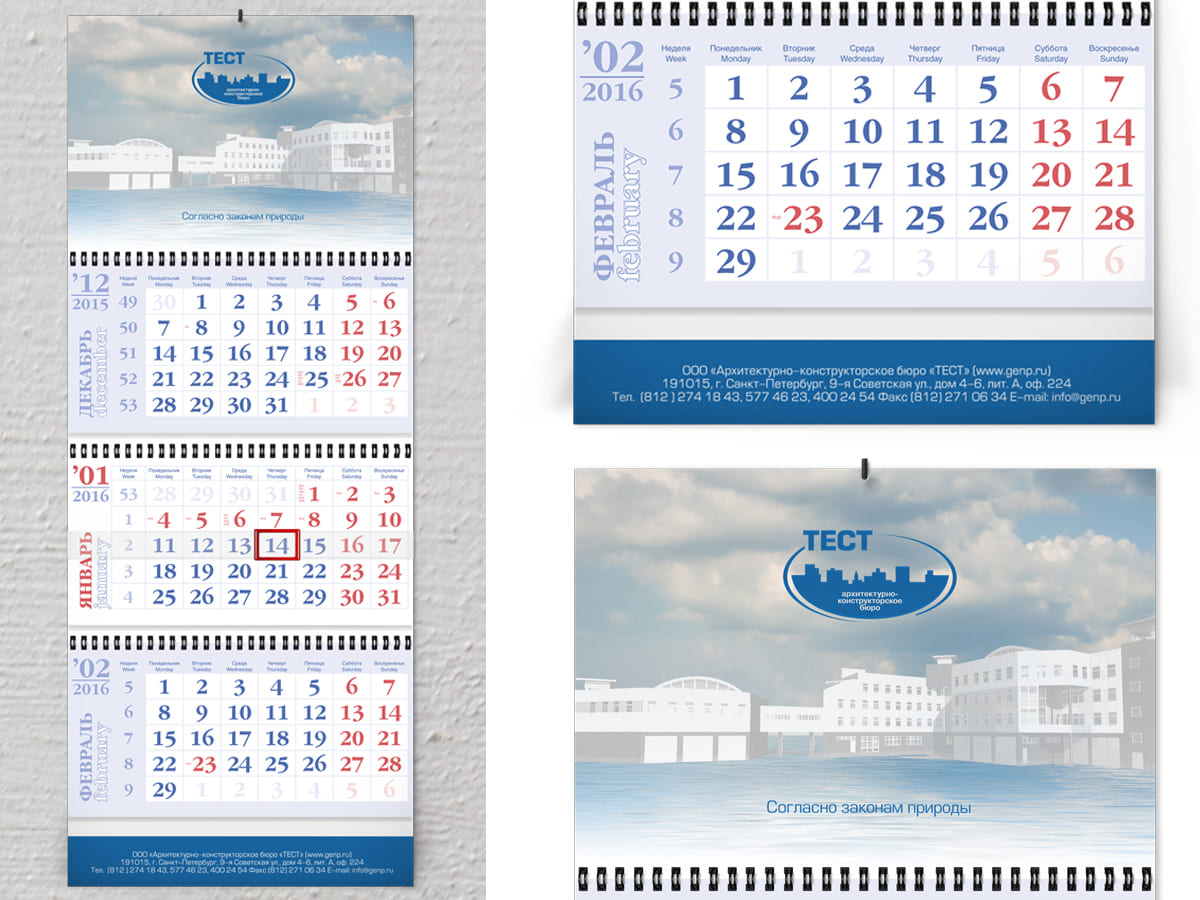 ТЕСТ
архитектурно-
конструкторское
бюро
Согласно законам природы
'12
2015
ДЕКАБРЬ
december
Неделя Понедельник Вторник Среда Четверг Пятница Суббота Воскресенье
Week Monday Tuesday Wednesday Thursday Friday Saturday Sunday
49 30 1 2 3 4 5 6
50 7 8 9 10 11 12 13
51 14 15 16 17 18 19 20
52 21 22 23 24 25 26 27
53 28 29 30 31 1 2 3
'01
2016
ЯНВАРЬ
january
Неделя Понедельник Вторник Среда Четверг Пятница Суббота Воскресенье
Week Monday Tuesday Wednesday Thursday Friday Saturday Sunday
53 28 29 30 31 1 2 3
1 4 5 6 7 8 9 10
2 11 12 13 14 15 16 17
3 18 19 20 21 22 23 24
4 25 26 27 28 29 30 31
'02
2016
ФЕВРАЛЬ
february
Неделя Понедельник Вторник Среда Четверг Пятница Суббота Воскресенье
Week Monday Tuesday Wednesday Thursday Friday Saturday Sunday
5 1 2 3 4 5 6 7
6 8 9 10 11 12 13 14
7 15 16 17 18 19 20 21
8 22 23 24 25 26 27 28
9 29 1 2 3 4 5 6
ООО «Архитектурно-конструкторское бюро «ТЕСТ» (www.genp.ru)
191015, г. Санкт-Петербург, 9-я Советская ул., дом 4-6, лит. А, оф. 224
Тел. (812 ) 274 18 43, 577 46 23, 400 24 54 Факс (812) 271 06 34 E-mail: info@genp.ru
'02
2016
ФЕВРАЛЬ
february
Неделя Понедельник Вторник Среда Четверг Пятница Суббота Воскресенье
Week Monday Tuesday Wednesday Thursday Friday Saturday Sunday
5 1 2 3 4 5 6 7
6 8 9 10 11 12 13 14
7 15 16 17 18 19 20 21
8 22 23 24 25 26 27 28
9 29 1 2 3 4 5 6
ООО «Архитектурно-конструкторское бюро «ТЕСТ» (www.genp.ru)
191015, г. Санкт-Петербург, 9-я Советская ул., дом 4-6, лит. А, оф. 224
Тел. (812 ) 274 18 43, 577 46 23, 400 24 54 Факс (812) 271 06 34 E-mail: info@genp.ru
ТЕСТ
архитектурно-
конструкторское
бюро
Согласно законам природы